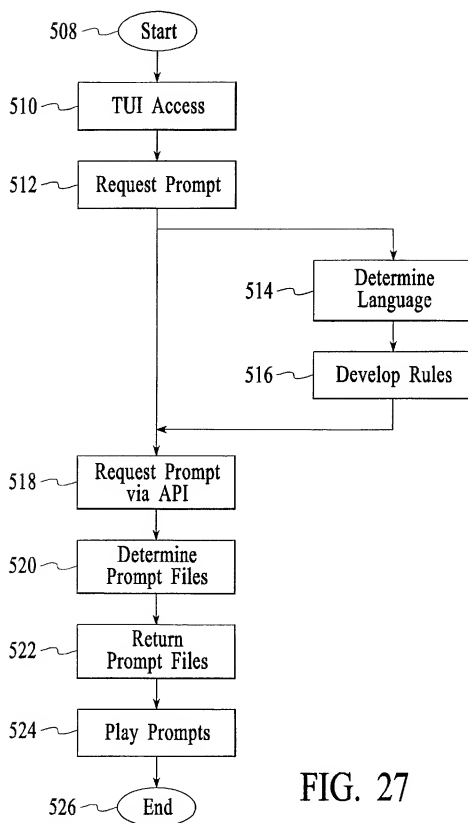 508
Start
510
TUI Access
512
Request Prompt
514
Determine
Language
516
Develop Rules
518
Request Prompt
via API
520
Determine
Prompt Files
522
Return
Prompt Files
524
Play Prompts
526
End
FIG. 27